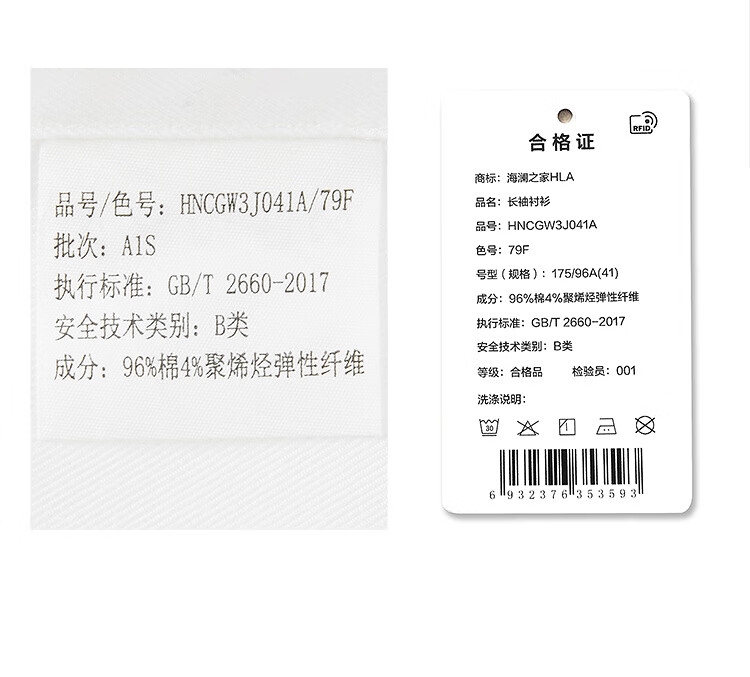 品号/色号: HNCGW3J041A/79F
批次: A1S
执行标准: GB/T 2660-2017
安全技术类别: B类
成分: 96%棉4%聚烯烃弹性纤维
RFID
合格证
商标: 海澜之家HLA
品名: 长袖衬衫
品号: HNCGW3J041A
色号: 79F
号型（规格）: 175/96A(41)
成分: 96%棉4%聚烯烃弹性纤维
执行标准: GB/T 2660-2017
安全技术类别: B类
等级: 合格品 检验员: 001
洗涤说明:
30
6 932376 353593